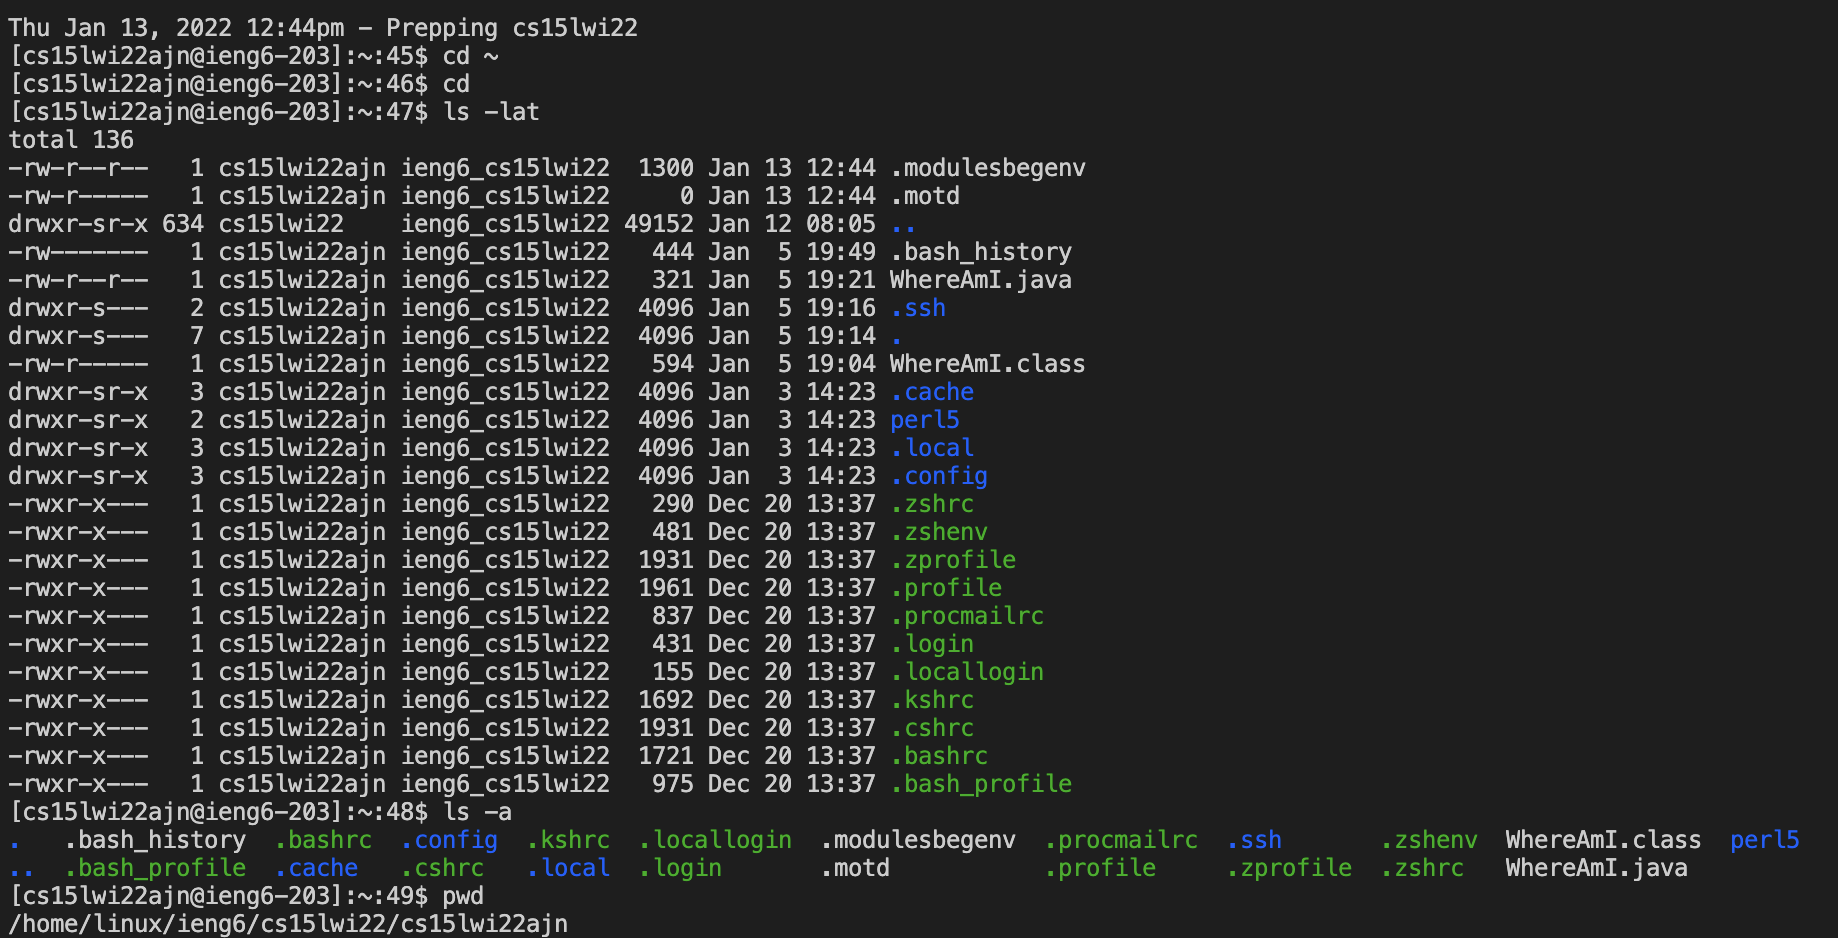 Thu Jan 13, 2022 12:44pm - Prepping cs15lwi22
[cs15lwi22ajn@ieng6-203]:~:45$ cd ~
[cs15lwi22ajn@ieng6-203]:~:46$ cd
[cs15lwi22ajn@ieng6-203]:~:47$ ls -lat
total 136
-rw-r--r--   1 cs15lwi22ajn ieng6_cs15lwi22  1300 Jan 13 12:44 .modulesbegenv
-rw-r-----   1 cs15lwi22ajn ieng6_cs15lwi22     0 Jan 13 12:44 .motd
drwxr-sr-x 634 cs15lwi22    ieng6_cs15lwi22 49152 Jan 12 08:05 ..
-rw-------   1 cs15lwi22ajn ieng6_cs15lwi22   444 Jan  5 19:49 .bash_history
-rw-r--r--   1 cs15lwi22ajn ieng6_cs15lwi22   321 Jan  5 19:21 WhereAmI.java
drwxr-s---   2 cs15lwi22ajn ieng6_cs15lwi22  4096 Jan  5 19:16 .ssh
drwxr-s---   7 cs15lwi22ajn ieng6_cs15lwi22  4096 Jan  5 19:14 .
-rw-r-----   1 cs15lwi22ajn ieng6_cs15lwi22   594 Jan  5 19:04 WhereAmI.class
drwxr-sr-x   3 cs15lwi22ajn ieng6_cs15lwi22  4096 Jan  3 14:23 .cache
drwxr-sr-x   2 cs15lwi22ajn ieng6_cs15lwi22  4096 Jan  3 14:23 perl5
drwxr-sr-x   3 cs15lwi22ajn ieng6_cs15lwi22  4096 Jan  3 14:23 .local
drwxr-sr-x   3 cs15lwi22ajn ieng6_cs15lwi22  4096 Jan  3 14:23 .config
-rwxr-x---   1 cs15lwi22ajn ieng6_cs15lwi22   290 Dec 20 13:37 .zshrc
-rwxr-x---   1 cs15lwi22ajn ieng6_cs15lwi22   481 Dec 20 13:37 .zshenv
-rwxr-x---   1 cs15lwi22ajn ieng6_cs15lwi22  1931 Dec 20 13:37 .zprofile
-rwxr-x---   1 cs15lwi22ajn ieng6_cs15lwi22  1961 Dec 20 13:37 .profile
-rwxr-x---   1 cs15lwi22ajn ieng6_cs15lwi22   837 Dec 20 13:37 .procmailrc
-rwxr-x---   1 cs15lwi22ajn ieng6_cs15lwi22   431 Dec 20 13:37 .login
-rwxr-x---   1 cs15lwi22ajn ieng6_cs15lwi22   155 Dec 20 13:37 .locallogin
-rwxr-x---   1 cs15lwi22ajn ieng6_cs15lwi22  1692 Dec 20 13:37 .kshrc
-rwxr-x---   1 cs15lwi22ajn ieng6_cs15lwi22  1931 Dec 20 13:37 .cshrc
-rwxr-x---   1 cs15lwi22ajn ieng6_cs15lwi22  1721 Dec 20 13:37 .bashrc
-rwxr-x---   1 cs15lwi22ajn ieng6_cs15lwi22   975 Dec 20 13:37 .bash_profile
[cs15lwi22ajn@ieng6-203]:~:48$ ls -a
.   .bash_history  .bashrc  .config  .kshrc  .locallogin  .modulesbegenv  .procmailrc  .ssh       .zshenv  WhereAmI.class  perl5
..  .bash_profile  .cache   .cshrc   .local  .login       .motd           .profile     .zprofile  .zshrc   WhereAmI.java
[cs15lwi22ajn@ieng6-203]:~:49$ pwd
/home/linux/ieng6/cs15lwi22/cs15lwi22ajn